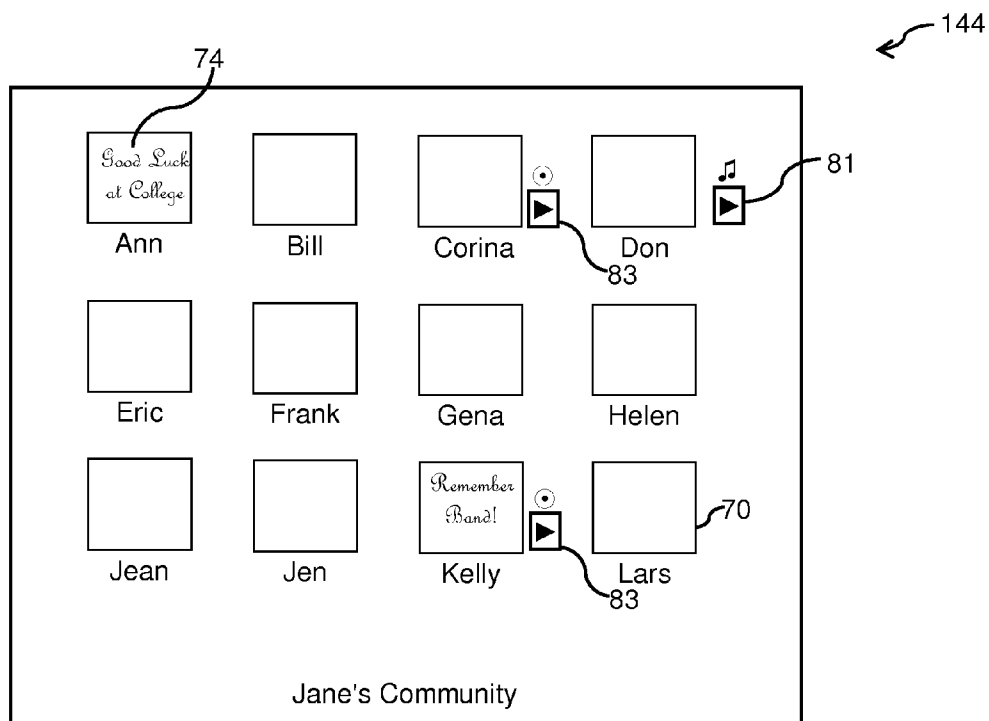 144
74
Good Luck
at College
81
Ann Bill Corina Don
83
Eric Frank Gena Helen
Remember
Band!
70
Jean Jen Kelly Lars
83
Jane's Community